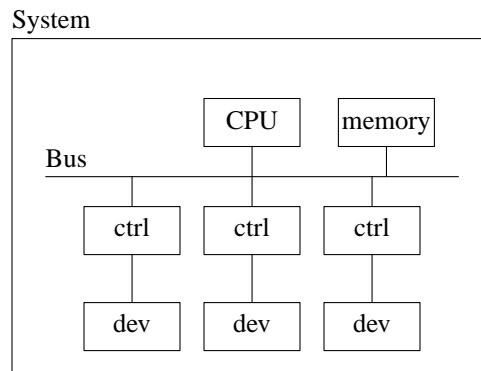 System
CPU memory
Bus
ctrl ctrl ctrl
dev dev dev